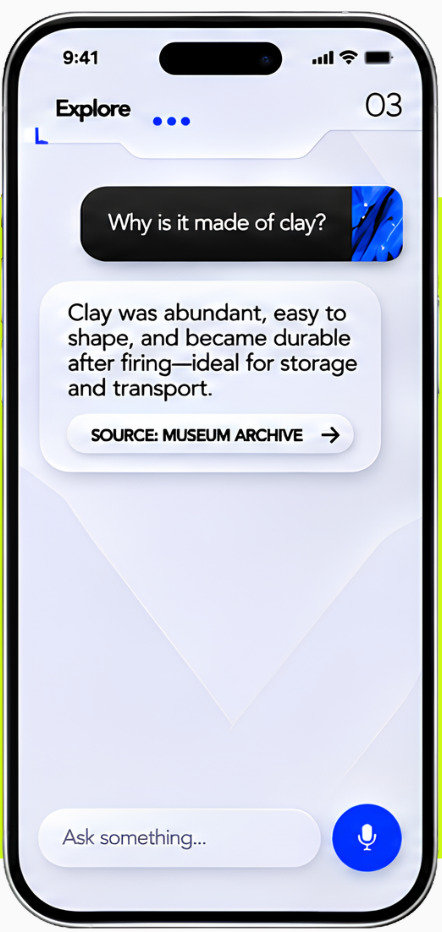 9:41
Explore
03
Why is it made of clay?
Clay was abundant, easy to
shape, and became durable
after firing—ideal for storage
and transport.
SOURCE: MUSEUM ARCHIVE →
Ask something...